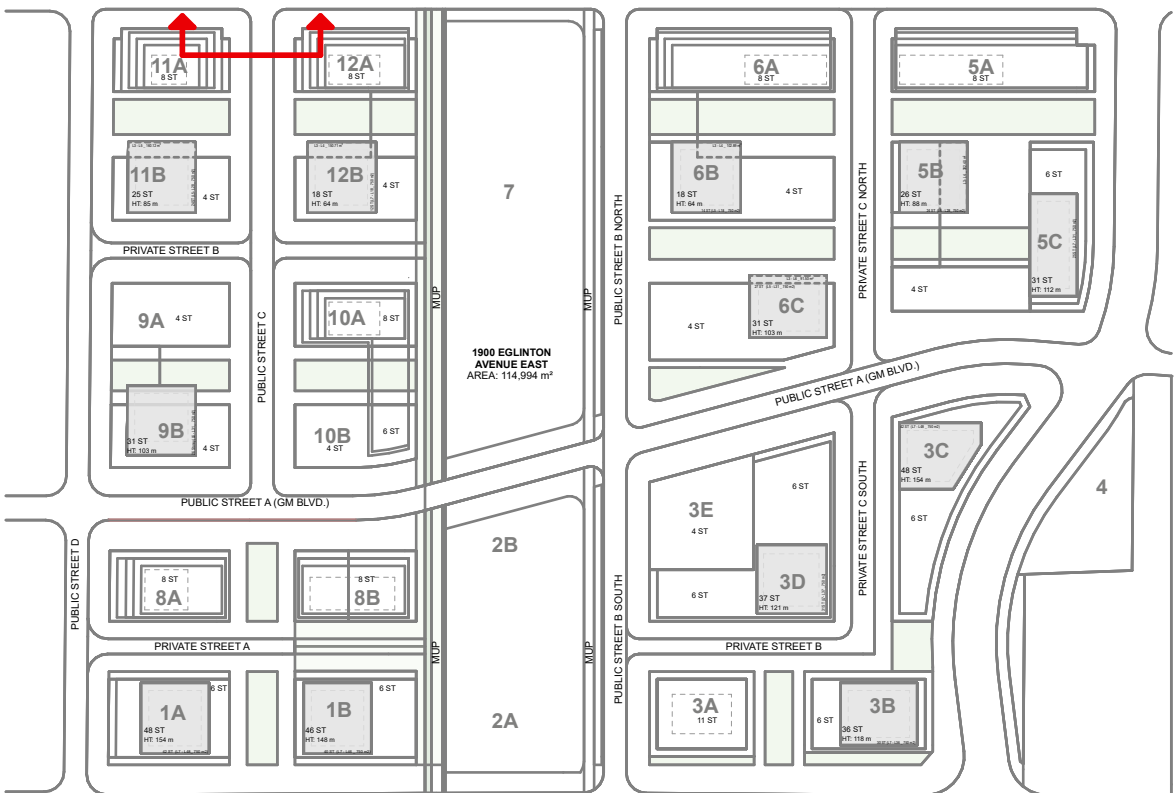 11A
8 ST
12A
8 ST
6A
8 ST
5A
8 ST
11B
25 ST
HT: 85 m
4 ST
12B
18 ST
HT: 64 m
4 ST
7
6B
18 ST
HT: 64 m
4 ST
5B
26 ST
HT: 88 m
6 ST
5C
31 ST
HT: 112 m
4 ST
PRIVATE STREET B
PUBLIC STREET C
MUP
MUP
PUBLIC STREET B NORTH
PRIVATE STREET C NORTH
9A
4 ST
10A
8 ST
6C
31 ST
HT: 103 m
4 ST
1900 EGLINTON
AVENUE EAST
AREA: 114,994 m²
PUBLIC STREET A (GM BLVD.)
9B
31 ST
HT: 103 m
4 ST
10B
4 ST
6 ST
3C
48 ST
HT: 154 m
6 ST
4
PUBLIC STREET A (GM BLVD.)
3E
4 ST
6 ST
6 ST
2B
PUBLIC STREET D
8 ST
8A
8 ST
8B
3D
37 ST
HT: 121 m
PRIVATE STREET C SOUTH
PUBLIC STREET B SOUTH
PRIVATE STREET A
MUP
MUP
PRIVATE STREET B
1A
48 ST
HT: 154 m
6 ST
1B
46 ST
HT: 148 m
6 ST
2A
3A
11 ST
6 ST
3B
36 ST
HT: 118 m